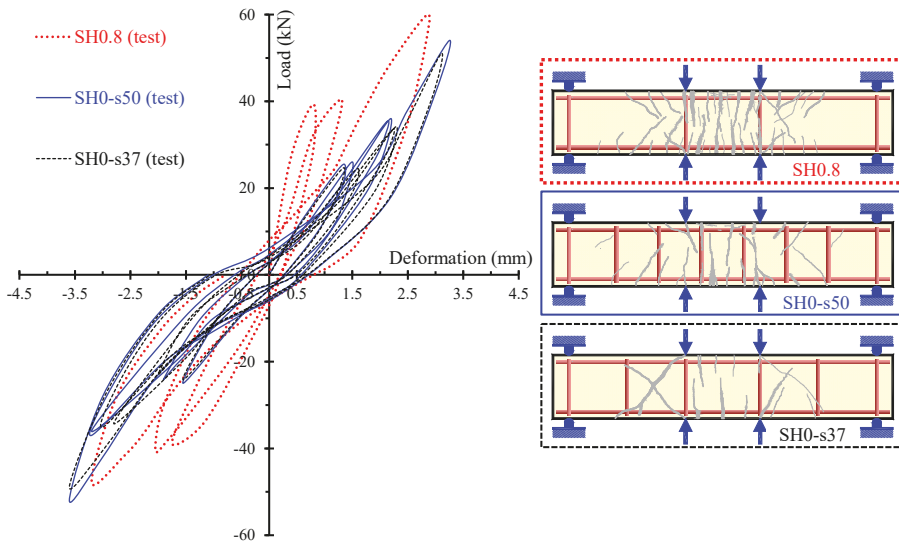 SH0.8 (test)
SH0-s50 (test)
SH0-s37 (test)
Load (kN)
60
40
20
0
-20
-40
-60
Deformation (mm)
-4.5 -3.5 -2.5 -1.5 -0.5 0.5 1.5 2.5 3.5 4.5
SH0.8
SH0-s50
SH0-s37